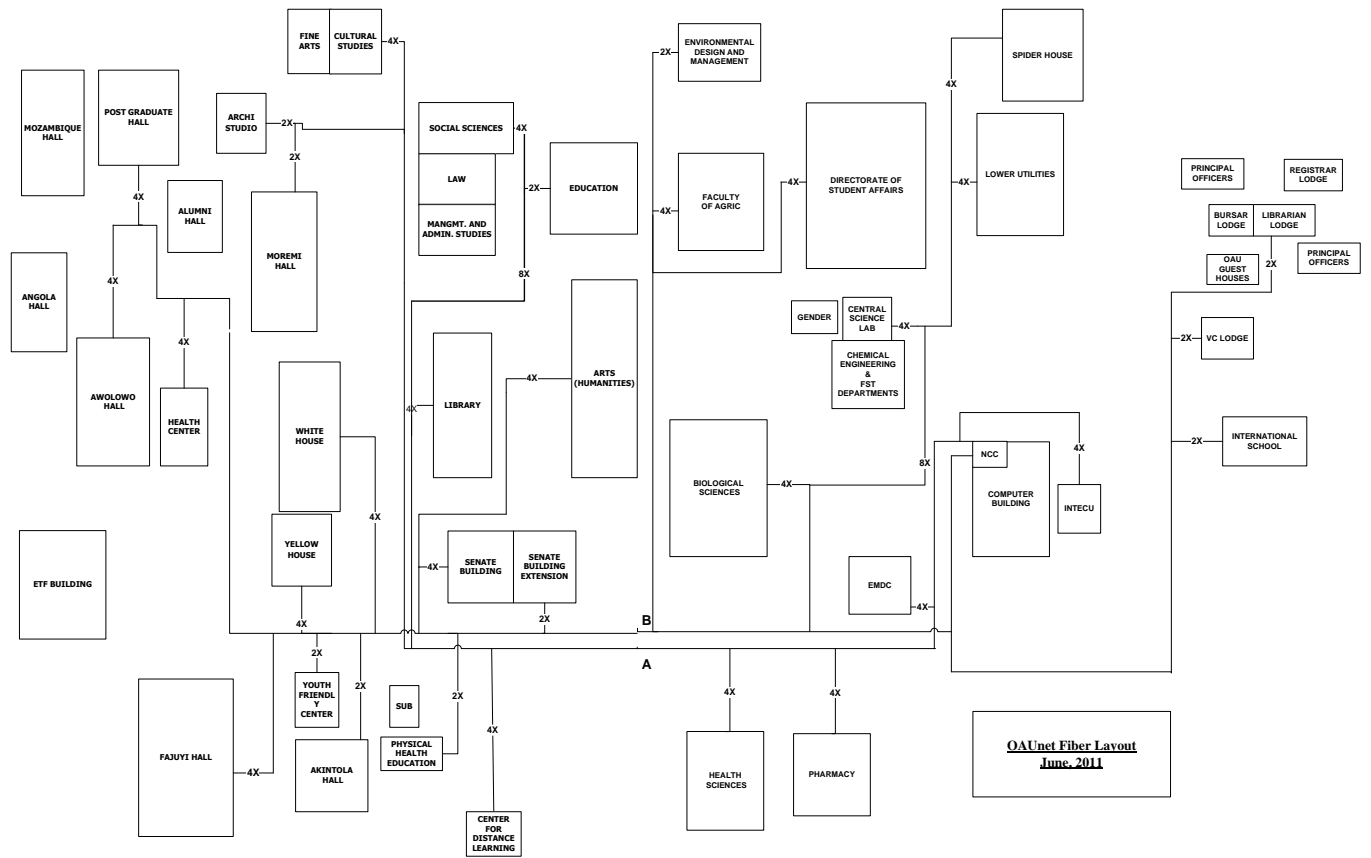 FINE
ARTS
CULTURAL
STUDIES
4X
2X
ENVIRONMENTAL
DESIGN AND
MANAGEMENT
SPIDER HOUSE
4X
MOZAMBIQUE
HALL
POST GRADUATE
HALL
4X
ARCHI
STUDIO
2X
2X
SOCIAL SCIENCES
4X
LAW
MANGMT. AND
ADMIN. STUDIES
2X
EDUCATION
8X
4X
FACULTY
OF AGRIC
4X
DIRECTORATE OF
STUDENT AFFAIRS
4X
LOWER UTILITIES
PRINCIPAL
OFFICERS
REGISTRAR
LODGE
BURSAR
LODGE
LIBRARIAN
LODGE
2X
OAU
GUEST
HOUSES
PRINCIPAL
OFFICERS
ALUMNI
HALL
MOREMI
HALL
ANGOLA
HALL
4X
4X
AWOLOWO
HALL
HEALTH
CENTER
GENDER
CENTRAL
SCIENCE
LAB
4X
CHEMICAL
ENGINEERING
&
FST
DEPARTMENTS
2X
VC LODGE
WHITE
HOUSE
4X
4X
LIBRARY
4X
ARTS
(HUMANITIES)
2X
INTERNATIONAL
SCHOOL
BIOLOGICAL
SCIENCES
4X
8X
NCC
COMPUTER
BUILDING
4X
INTECU
ETF BUILDING
YELLOW
HOUSE
4X
4X
SENATE
BUILDING
SENATE
BUILDING
EXTENSION
2X
EMDC
4X
B
A
FAJUYI HALL
4X
2X
YOUTH
FRIENDL
Y
CENTER
2X
AKINTOLA
HALL
SUB
PHYSICAL
HEALTH
EDUCATION
2X
4X
CENTER
FOR
DISTANCE
LEARNING
4X
HEALTH
SCIENCES
4X
PHARMACY
OAUnet Fiber Layout
June, 2011